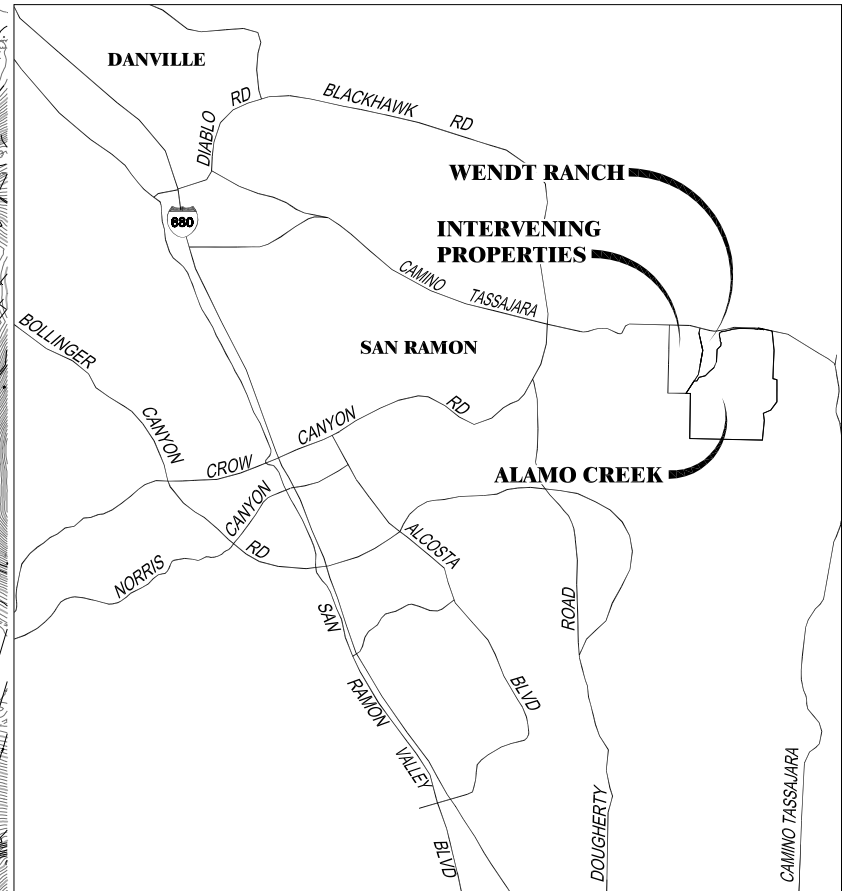 DANVILLE
BLACKHAWK RD
DIABLO RD
WENDT RANCH
680
INTERVENING
PROPERTIES
CAMINO TASSAJARA
BOLLINGER CANYON RD
SAN RAMON
CROW CANYON RD
ALAMO CREEK
NORRIS CANYON
ALCOSTA BLVD
SAN RAMON VALLEY BLVD
DOUGHERTY ROAD
CAMINO TASSAJARA